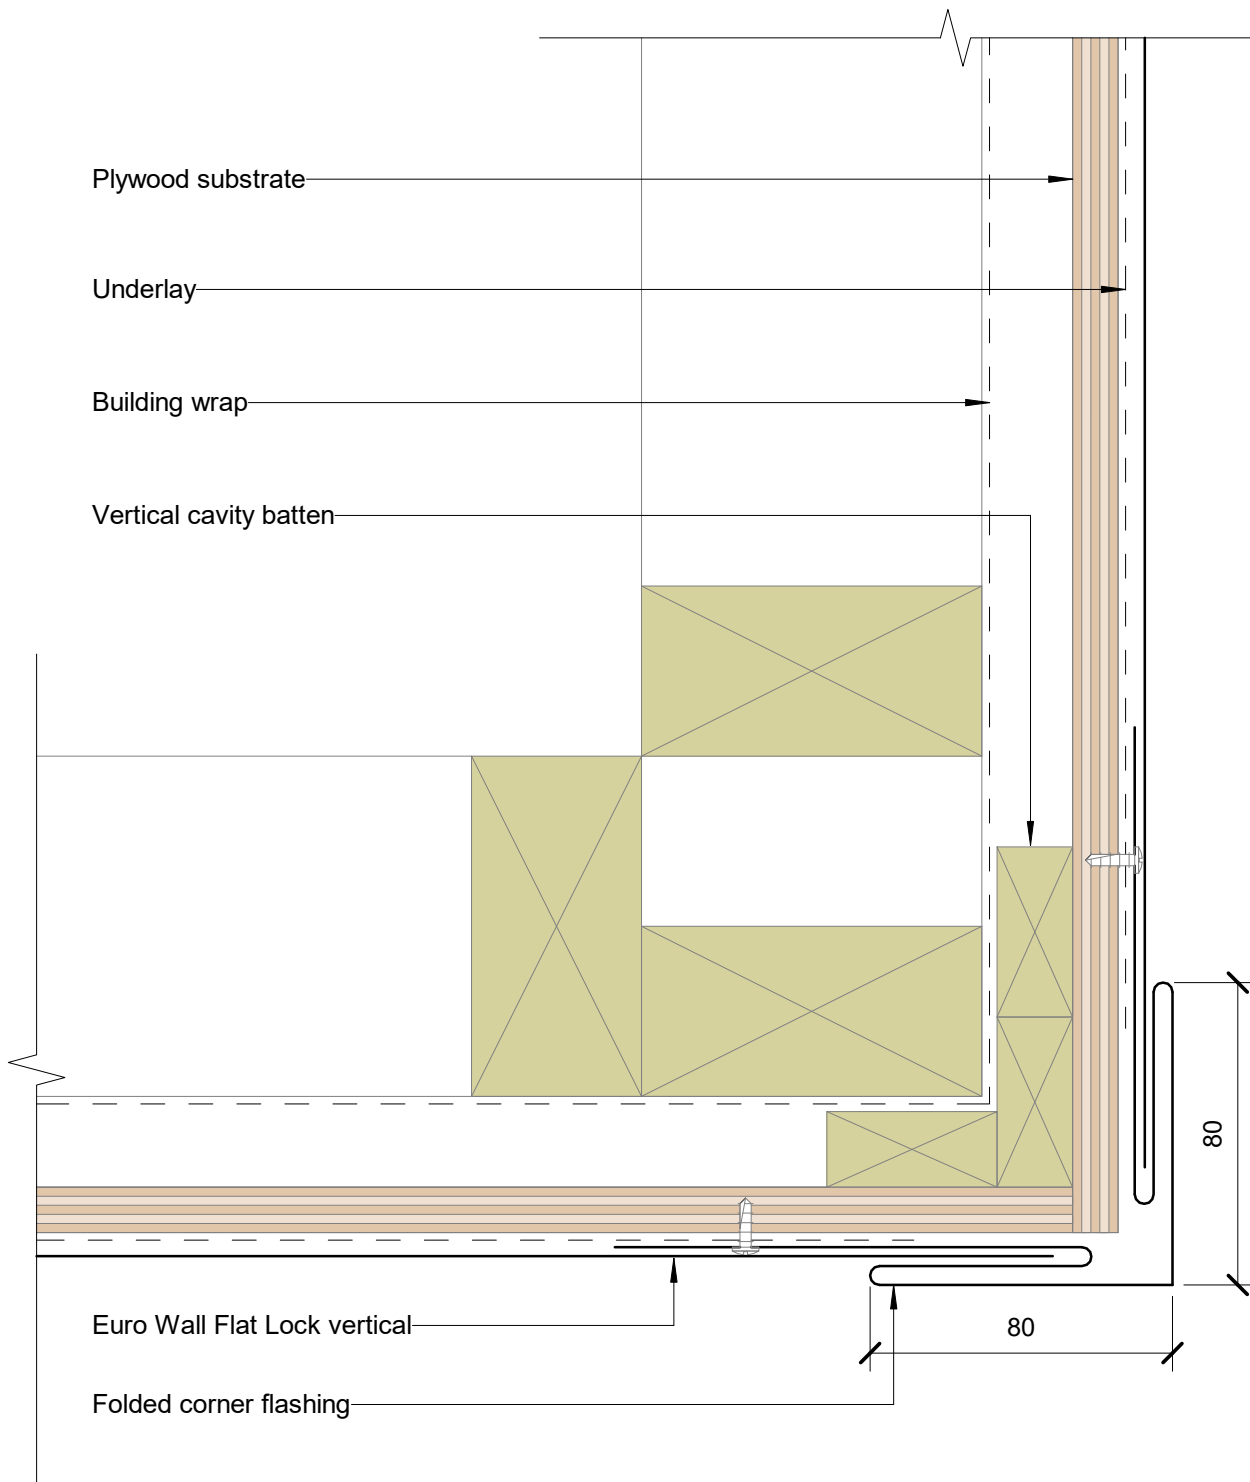 Plywood substrate
Underlay
Building wrap
Vertical cavity batten
80
Euro Wall Flat Lock vertical
80
Folded corner flashing